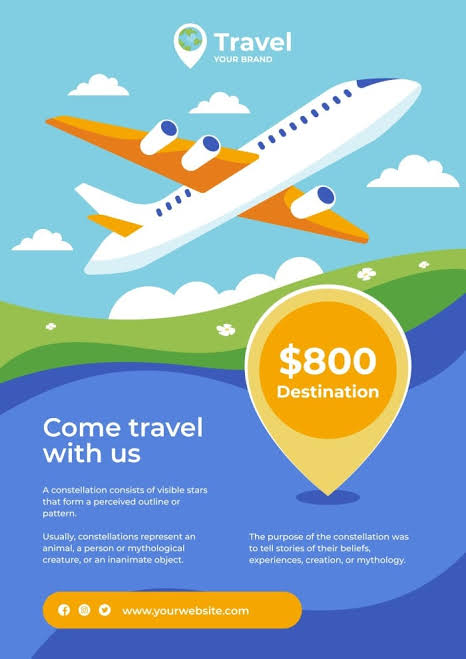 Travel
YOUR BRAND
$800
Destination
Come travel
with us
A constellation consists of visible stars
that form a perceived outline or
pattern.
Usually, constellations represent an
animal, a person or mythological
creature, or an inanimate object.
The purpose of the constellation was
to tell stories of their beliefs,
experiences, creation, or mythology.
www.yourwebsite.com